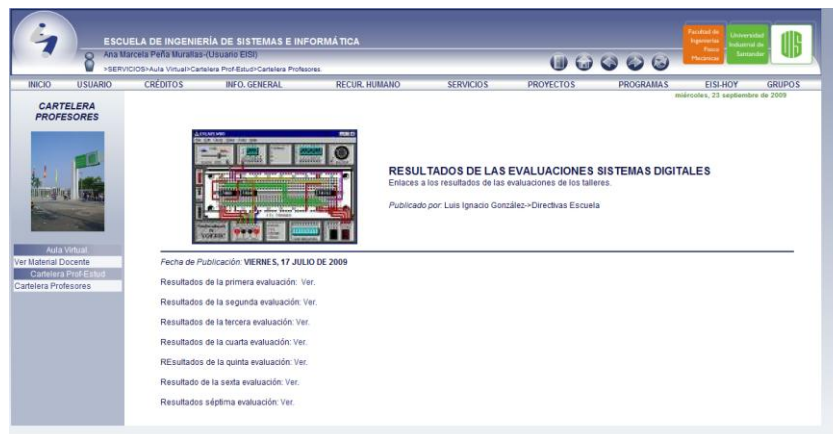 ESCUELA DE INGENIERÍA DE SISTEMAS E INFORMÁTICA
Ana Marcela Peña Murallas-(Usuario EISI)
>SERVICIOS>Aula Virtual>Cartelera Prof-Estud>Cartelera Profesores.
Facultad de
Ingenierías
Físico
Mecánicas
Universidad
Industrial de
Santander
UIS
INICIO USUARIO CRÉDITOS INFO. GENERAL RECUR. HUMANO SERVICIOS PROYECTOS PROGRAMAS EISI-HOY GRUPOS
miércoles, 23 septiembre de 2009
CARTELERA
PROFESORES
RESULTADOS DE LAS EVALUACIONES SISTEMAS DIGITALES
Enlaces a los resultados de las evaluaciones de los talleres.
Publicado por: Luis Ignacio González->Directivas Escuela
Aula Virtual
Ver Material Docente
Cartelera Prof-Estud
Cartelera Profesores
Fecha de Publicación: VIERNES, 17 JULIO DE 2009
Resultados de la primera evaluación: Ver.
Resultados de la segunda evaluación: Ver.
Resultados de la tercera evaluación: Ver.
Resultados de la cuarta evaluación: Ver.
REsultados de la quinta evaluación: Ver.
Resultado de la sexta evaluación: Ver.
Resultados séptima evaluación: Ver.